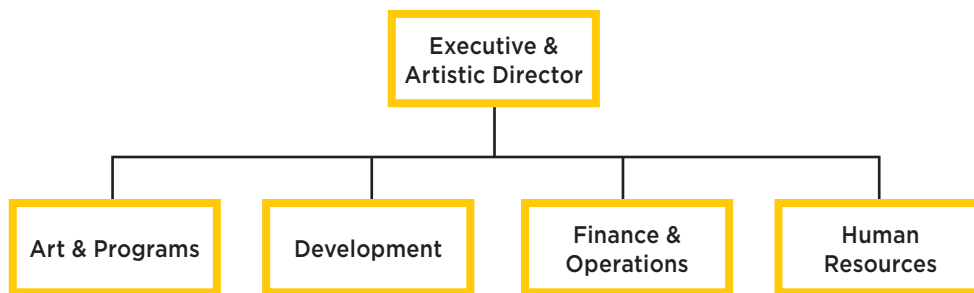 Executive &
Artistic Director
Art & Programs
Development
Finance &
Operations
Human
Resources